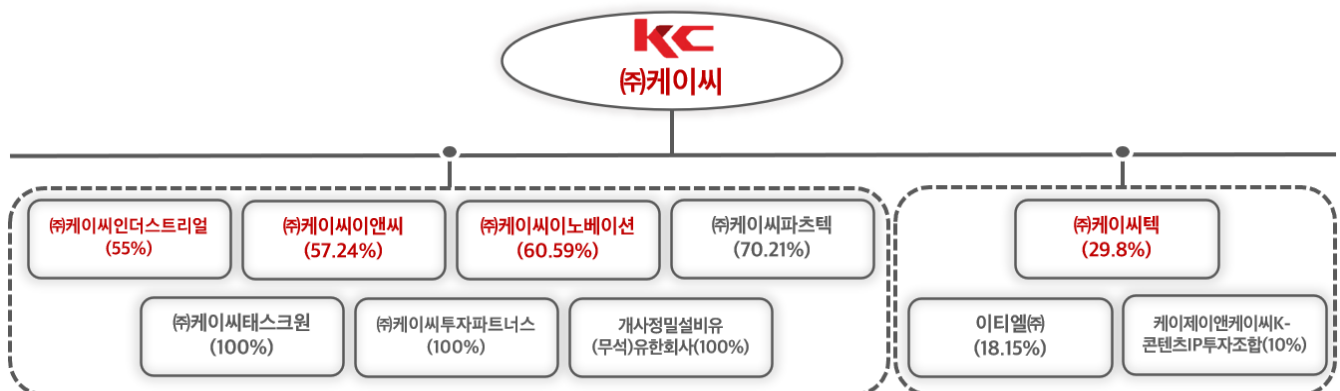 KC
㈜케이씨
㈜케이씨인더스트리얼
(55%)
㈜케이씨이앤씨
(57.24%)
㈜케이씨이노베이션
(60.59%)
㈜케이씨파츠텍
(70.21%)
㈜케이씨텍
(29.8%)
㈜케이씨태스크원
(100%)
㈜케이씨투자파트너스
(100%)
개사정밀설비유
(무석)유한회사(100%)
이티엘㈜
(18.15%)
케이제이앤케이씨K-
콘텐츠IP투자조합(10%)